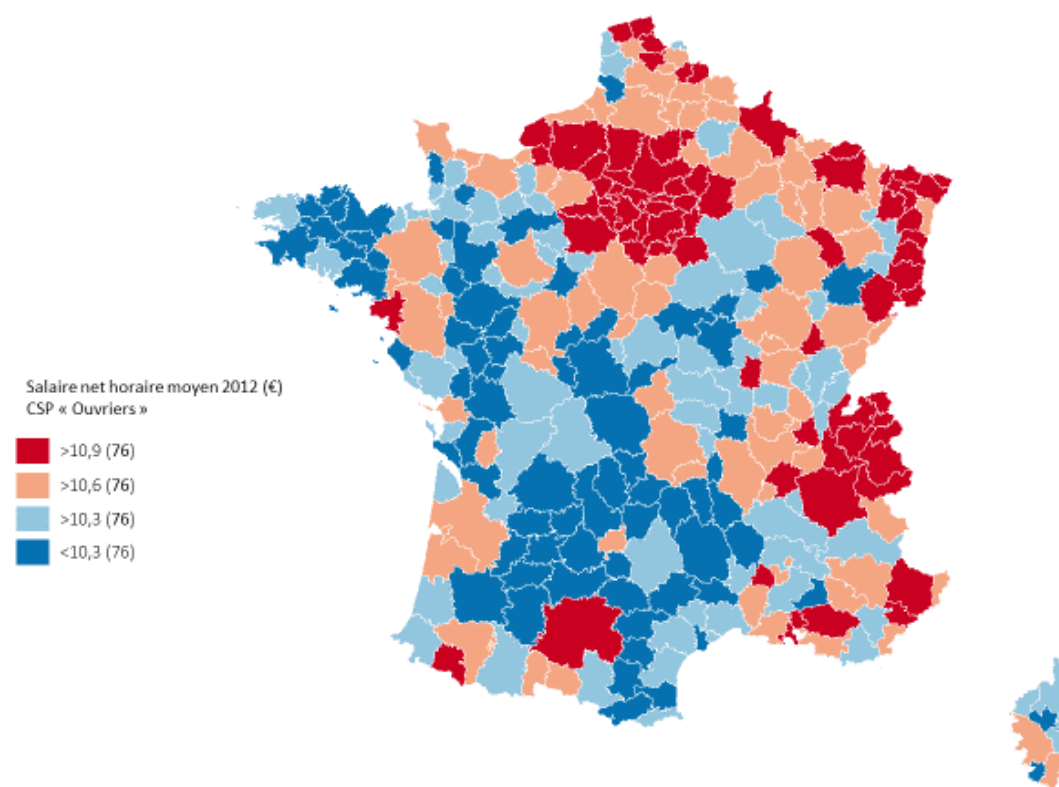 Salaire net horaire moyen 2012 (€)
CSP « Ouvriers »
>10,9 (76)
>10,6 (76)
>10,3 (76)
<10,3 (76)